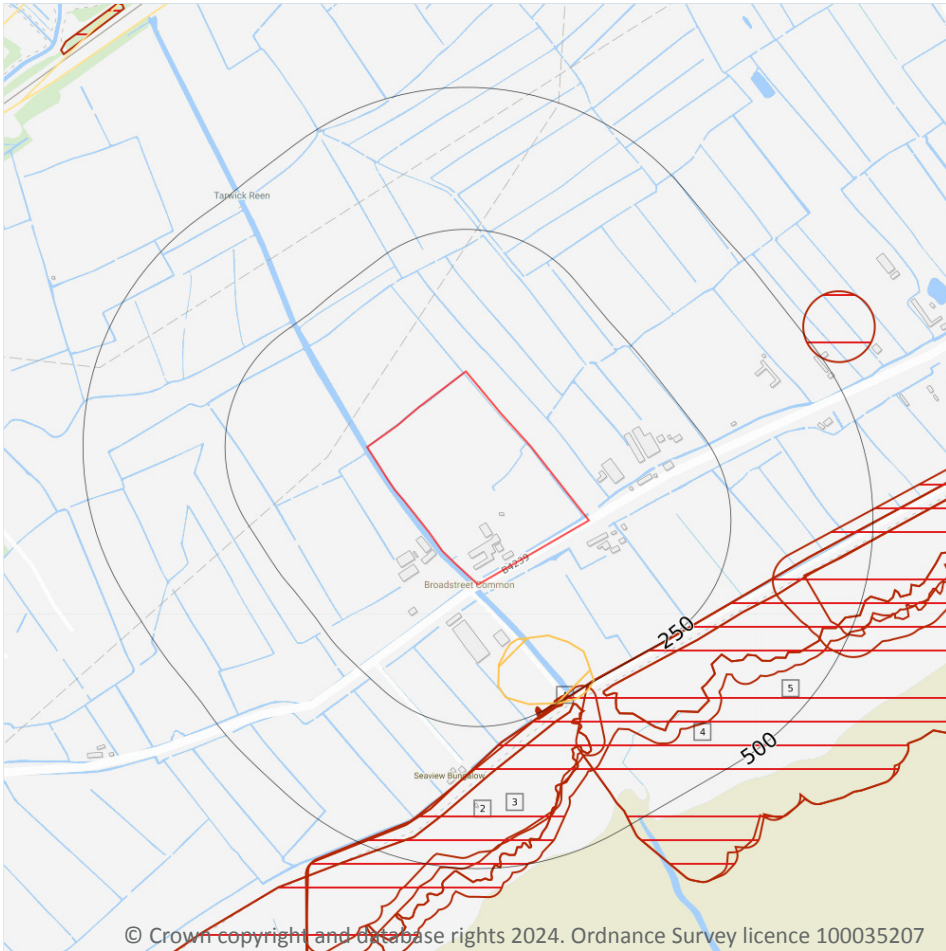 Tarwick Reen
B4239
Broadstreet Common
250
5
4
500
Seaview Bungalow
2
3
© Crown copyright and database rights 2024. Ordnance Survey licence 100035207